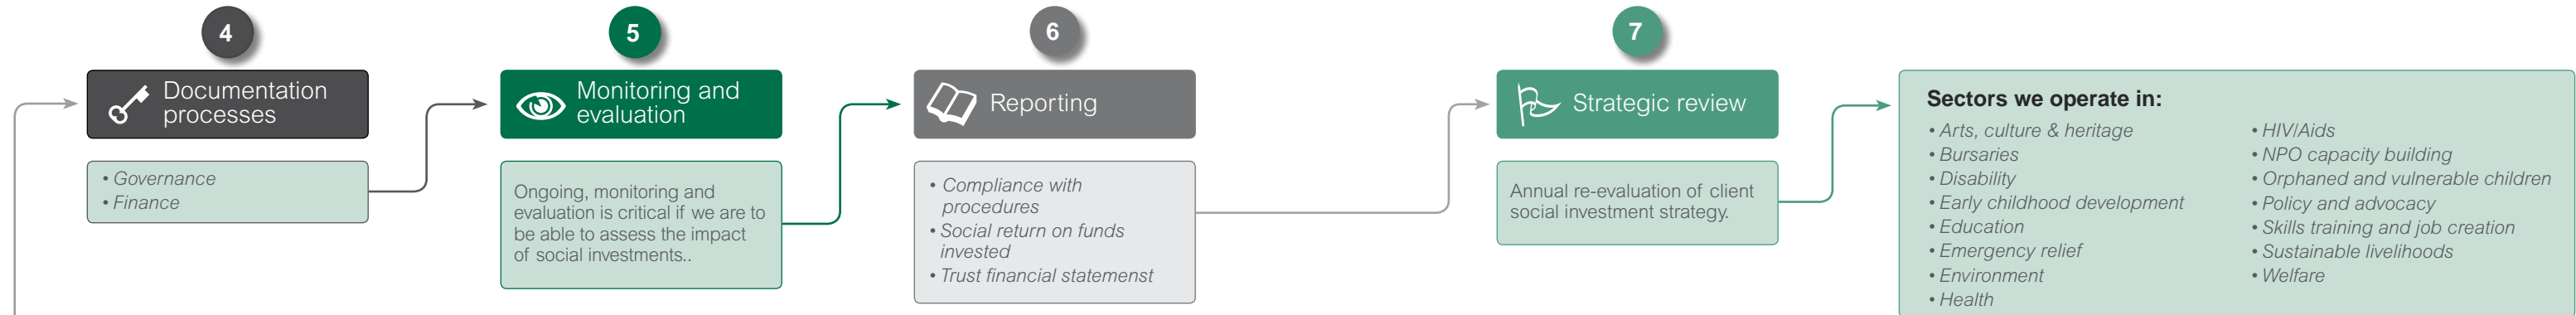 4
Documentation
processes
• Governance
• Finance
5
Monitoring and
evaluation
Ongoing, monitoring and
evaluation is critical if we are to
be able to assess the impact
of social investments..
6
Reporting
• Compliance with
procedures
• Social return on funds
invested
• Trust financial statemenst
7
Strategic review
Annual re-evaluation of client
social investment strategy.
Sectors we operate in:
• Arts, culture & heritage
• Bursaries
• Disability
• Early childhood development
• Education
• Emergency relief
• Environment
• Health
• HIV/Aids
• NPO capacity building
• Orphaned and vulnerable children
• Policy and advocacy
• Skills training and job creation
• Sustainable livelihoods
• Welfare